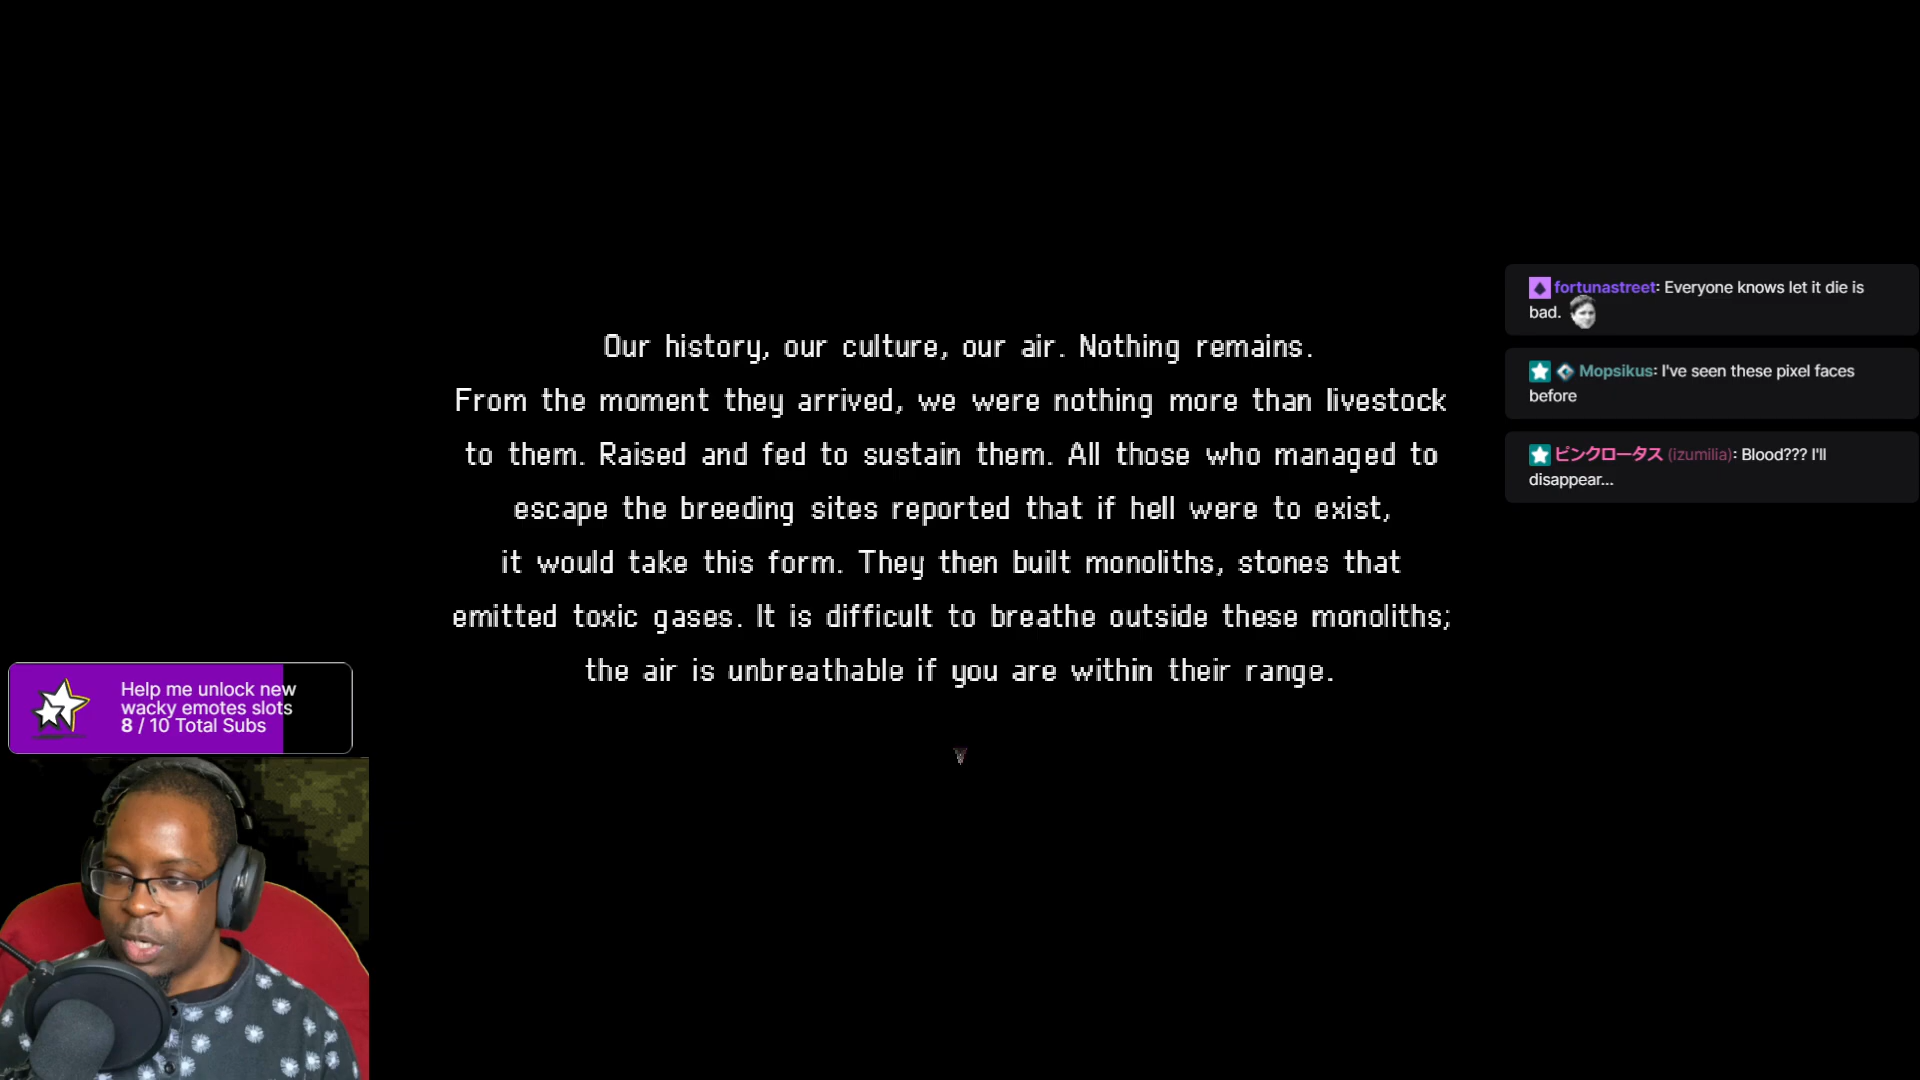 Our history, our culture, our air. Nothing remains.
From the moment they arrived, we were nothing more than livestock
to them. Raised and fed to sustain them. All those who managed to
escape the breeding sites reported that if hell were to exist,
it would take this form. They then built monoliths, stones that
emitted toxic gases. It is difficult to breathe outside these monoliths;
the air is unbreathable if you are within their range.
fortunastreet: Everyone knows let it die is
bad.
Mopsikus: I've seen these pixel faces
before
ピンクロータス (izumilia): Blood??? I'll
disappear...
Help me unlock new
wacky emotes slots
8 / 10 Total Subs